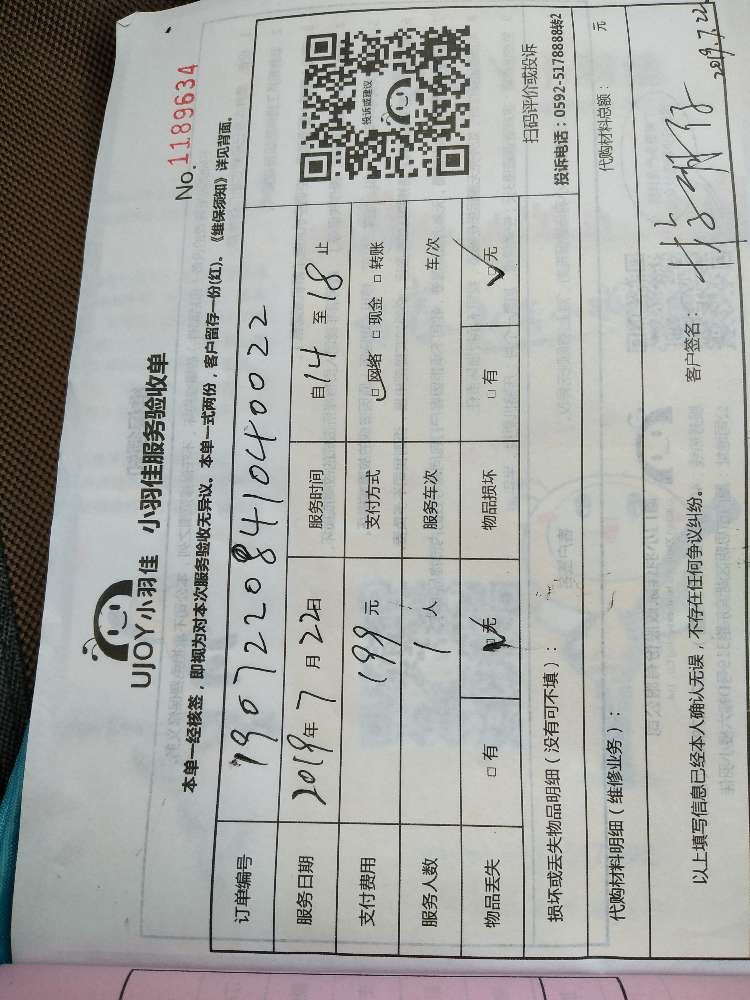 UJOY小羽佳 小羽佳服务验收单
No.1189634
本单一经核签，即视为对本次服务验收无异议。本单一式两份，客户留存一份(红)。《维保须知》详见背面。
订单编号 190722084104 0022
服务日期 2019年 7月 22日 服务时间 自14 至 18 止
支付费用 199 元 支付方式 □网络 □现金 □转账
服务人数 1 人 服务车次 车/次
物品丢失 □有 □无 物品损坏 □有 □无
投诉或建议
扫码评价或投诉
投诉电话：0592-5178888转2
损坏或丢失物品明细（没有可不填）：
代购材料明细（维修业务）： 代购材料总额： 元
以上填写信息已经本人确认无误，不存在任何争议纠纷。 客户签名：
2019.7.22